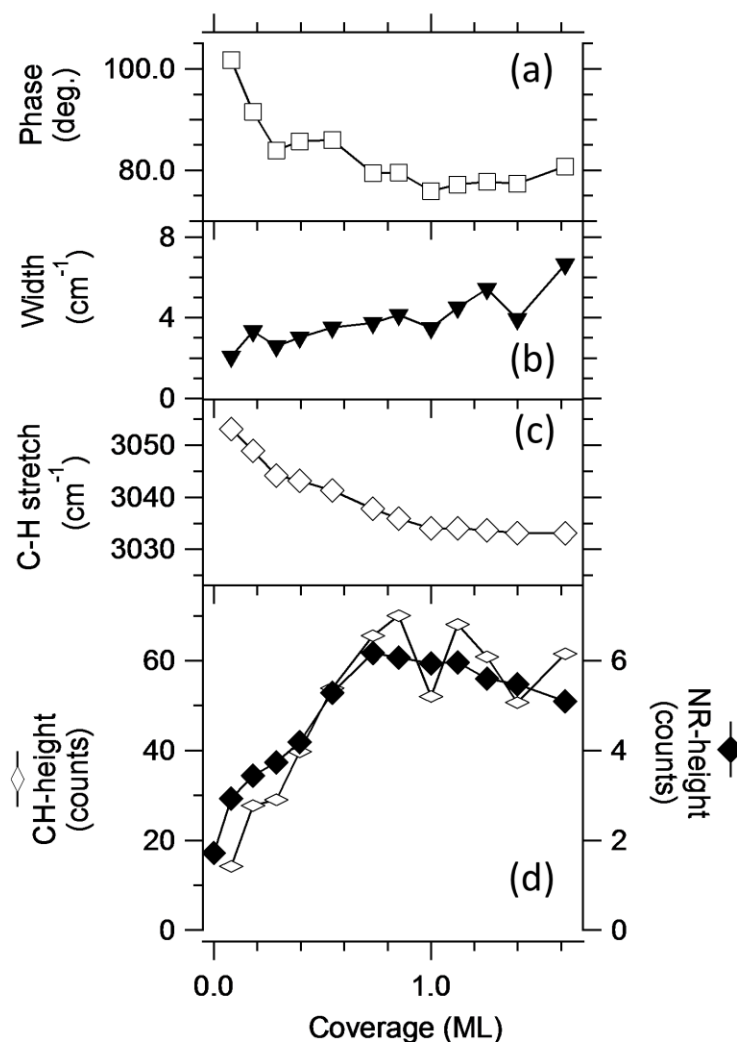 (a)
Phase
(deg.)
100.0
80.0
(b)
Width
(cm⁻¹)
8
4
0
(c)
C-H stretch
(cm⁻¹)
3050
3040
3030
(d)
CH-height
(counts)
60
40
20
0
6
4
2
0
NR-height
(counts)
0.0
1.0
Coverage (ML)